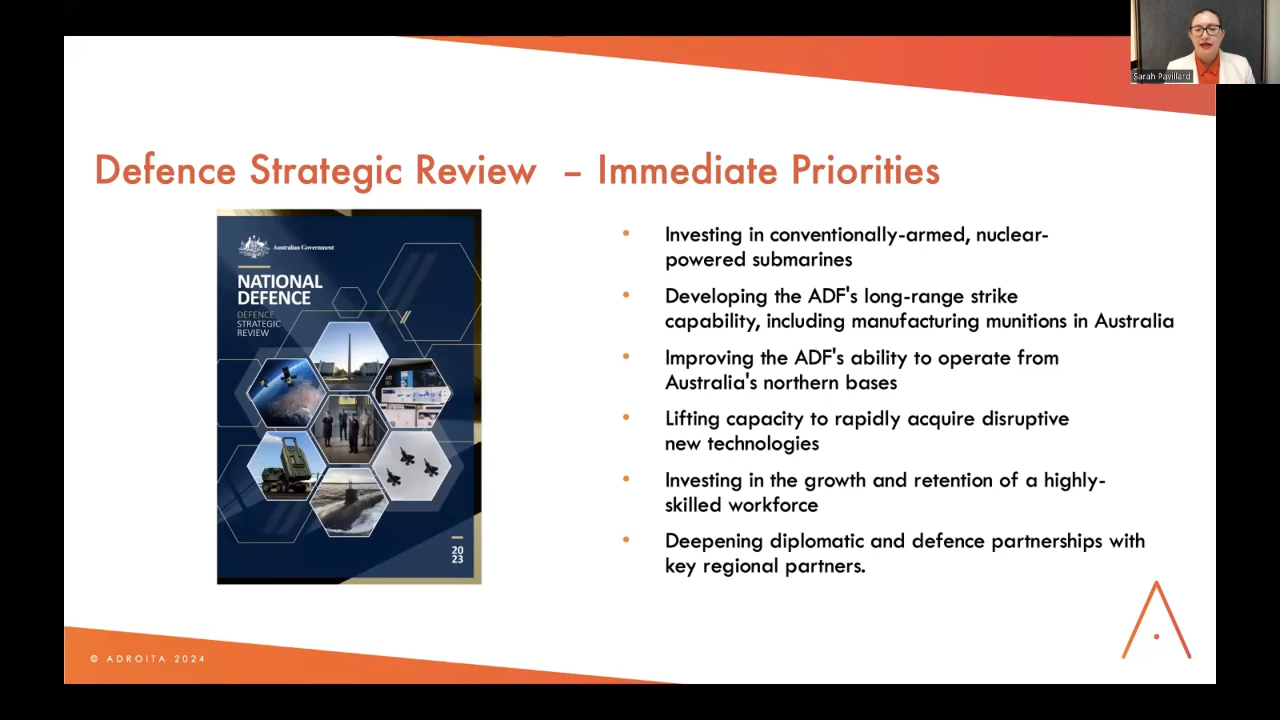 Sarah Pavillard
Defence Strategic Review – Immediate Priorities
Australian Government
NATIONAL
DEFENCE
DEFENCE
STRATEGIC
REVIEW
20
23
• Investing in conventionally-armed, nuclear-
powered submarines
• Developing the ADF's long-range strike
capability, including manufacturing munitions in Australia
• Improving the ADF's ability to operate from
Australia's northern bases
• Lifting capacity to rapidly acquire disruptive
new technologies
• Investing in the growth and retention of a highly-
skilled workforce
• Deepening diplomatic and defence partnerships with
key regional partners.
© ADROITA 2024